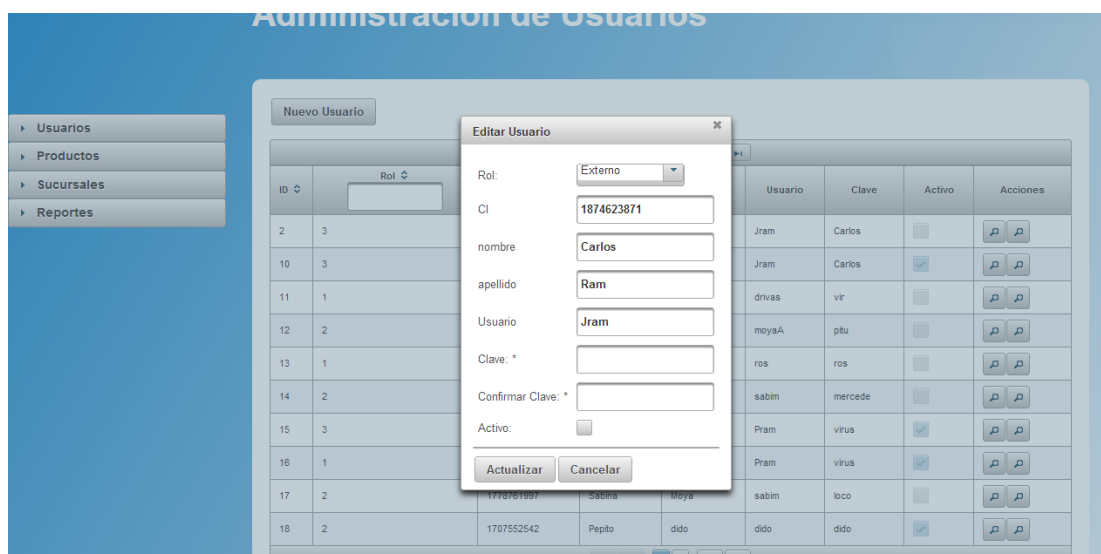 Administración de Usuarios
Nuevo Usuario
Usuarios
Productos
Sucursales
Reportes
Editar Usuario
Rol: Externo
CI 1874623871
nombre Carlos
apellido Ram
Usuario Jram
Clave: *
Confirmar Clave: *
Activo:
Actualizar Cancelar
ID Rol Usuario Clave Activo Acciones
2 3 Jram Carlos
10 3 Jram Carlos
11 1 drivas vir
12 2 moyaA pitu
13 1 ros ros
14 2 sabim mercede
15 3 Pram virus
16 1 Pram virus
17 2 1778761997 Sabina Moya sabim loco
18 2 1707552542 Pepito dido dido dido